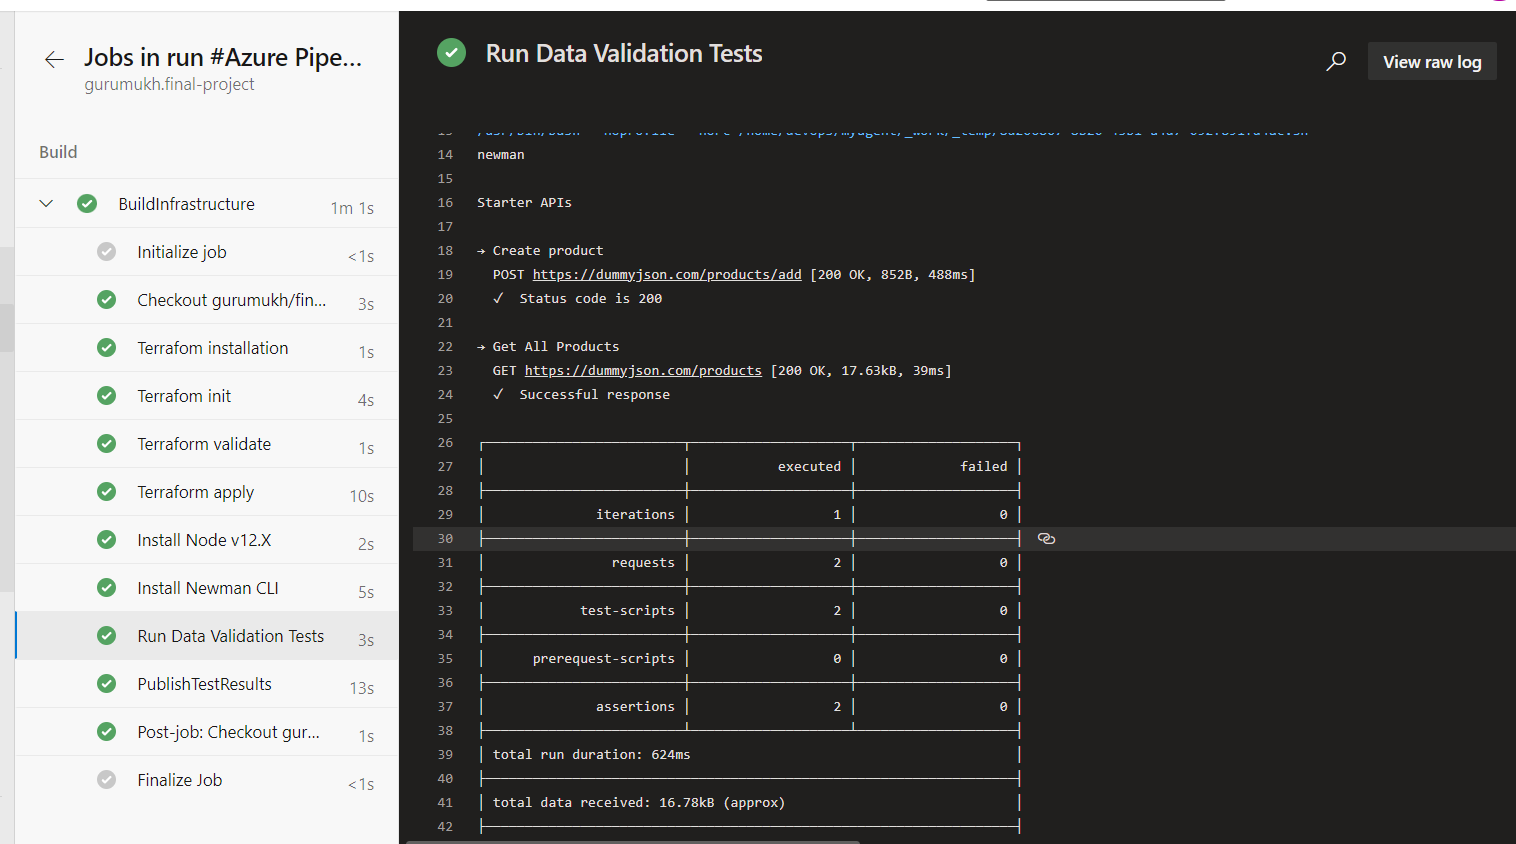 Jobs in run #Azure Pipe...
gurumukh.final-project
Build
BuildInfrastructure 1m 1s
Initialize job <1s
Checkout gurumukh/fin... 3s
Terrafom installation 1s
Terrafom init 4s
Terraform validate 1s
Terraform apply 10s
Install Node v12.X 2s
Install Newman CLI 5s
Run Data Validation Tests 3s
PublishTestResults 13s
Post-job: Checkout gur... 1s
Finalize Job <1s
Run Data Validation Tests
View raw log
14 newman
15
16 Starter APIs
17
18 → Create product
19 POST https://dummyjson.com/products/add [200 OK, 852B, 488ms]
20 ✓ Status code is 200
21
22 → Get All Products
23 GET https://dummyjson.com/products [200 OK, 17.63kB, 39ms]
24 ✓ Successful response
25
26
27 executed failed
28
29 iterations 1 0
30
31 requests 2 0
32
33 test-scripts 2 0
34
35 prerequest-scripts 0 0
36
37 assertions 2 0
38
39 total run duration: 624ms
40
41 total data received: 16.78kB (approx)
42